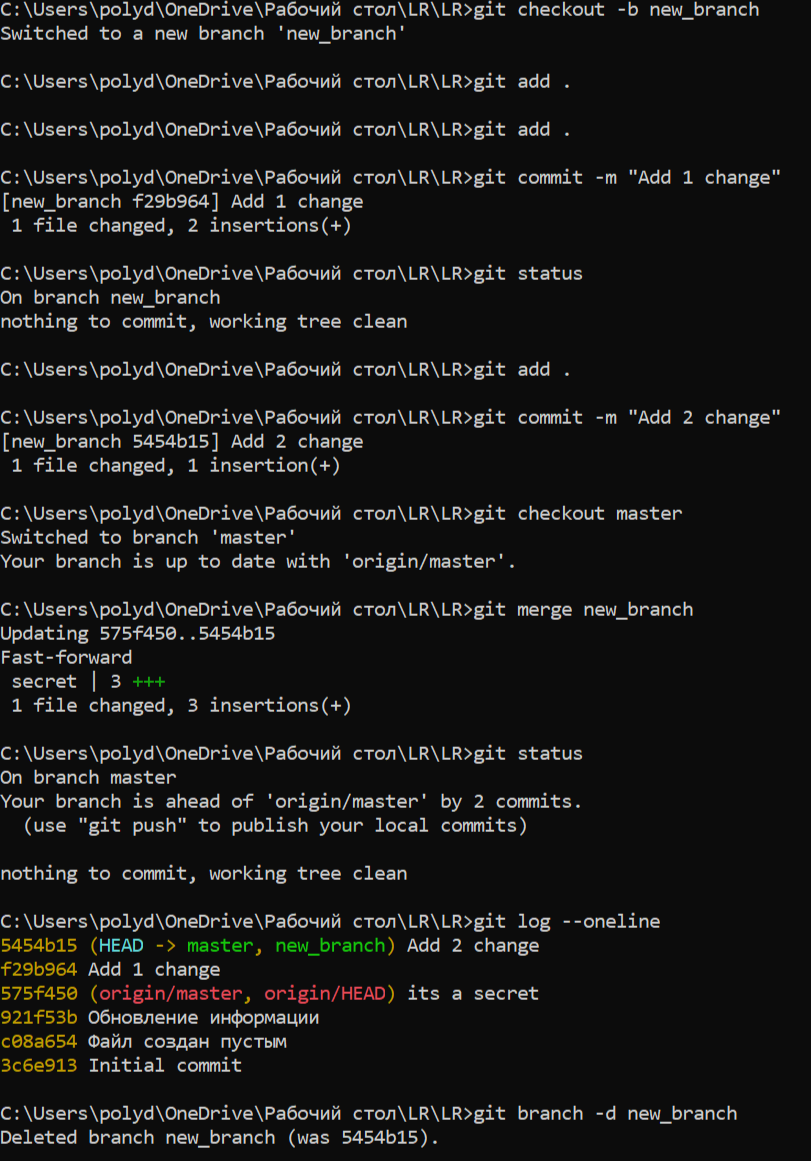 C:\Users\polyd\OneDrive\Рабочий стол\LR\LR>git checkout -b new_branch
Switched to a new branch 'new_branch'
C:\Users\polyd\OneDrive\Рабочий стол\LR\LR>git add .
C:\Users\polyd\OneDrive\Рабочий стол\LR\LR>git add .
C:\Users\polyd\OneDrive\Рабочий стол\LR\LR>git commit -m "Add 1 change"
[new_branch f29b964] Add 1 change
 1 file changed, 2 insertions(+)
C:\Users\polyd\OneDrive\Рабочий стол\LR\LR>git status
On branch new_branch
nothing to commit, working tree clean
C:\Users\polyd\OneDrive\Рабочий стол\LR\LR>git add .
C:\Users\polyd\OneDrive\Рабочий стол\LR\LR>git commit -m "Add 2 change"
[new_branch 5454b15] Add 2 change
 1 file changed, 1 insertion(+)
C:\Users\polyd\OneDrive\Рабочий стол\LR\LR>git checkout master
Switched to branch 'master'
Your branch is up to date with 'origin/master'.
C:\Users\polyd\OneDrive\Рабочий стол\LR\LR>git merge new_branch
Updating 575f450..5454b15
Fast-forward
 secret | 3 +++
 1 file changed, 3 insertions(+)
C:\Users\polyd\OneDrive\Рабочий стол\LR\LR>git status
On branch master
Your branch is ahead of 'origin/master' by 2 commits.
  (use "git push" to publish your local commits)
nothing to commit, working tree clean
C:\Users\polyd\OneDrive\Рабочий стол\LR\LR>git log --oneline
5454b15 (HEAD -> master, new_branch) Add 2 change
f29b964 Add 1 change
575f450 (origin/master, origin/HEAD) its a secret
921f53b Обновление информации
c08a654 Файл создан пустым
3c6e913 Initial commit
C:\Users\polyd\OneDrive\Рабочий стол\LR\LR>git branch -d new_branch
Deleted branch new_branch (was 5454b15).